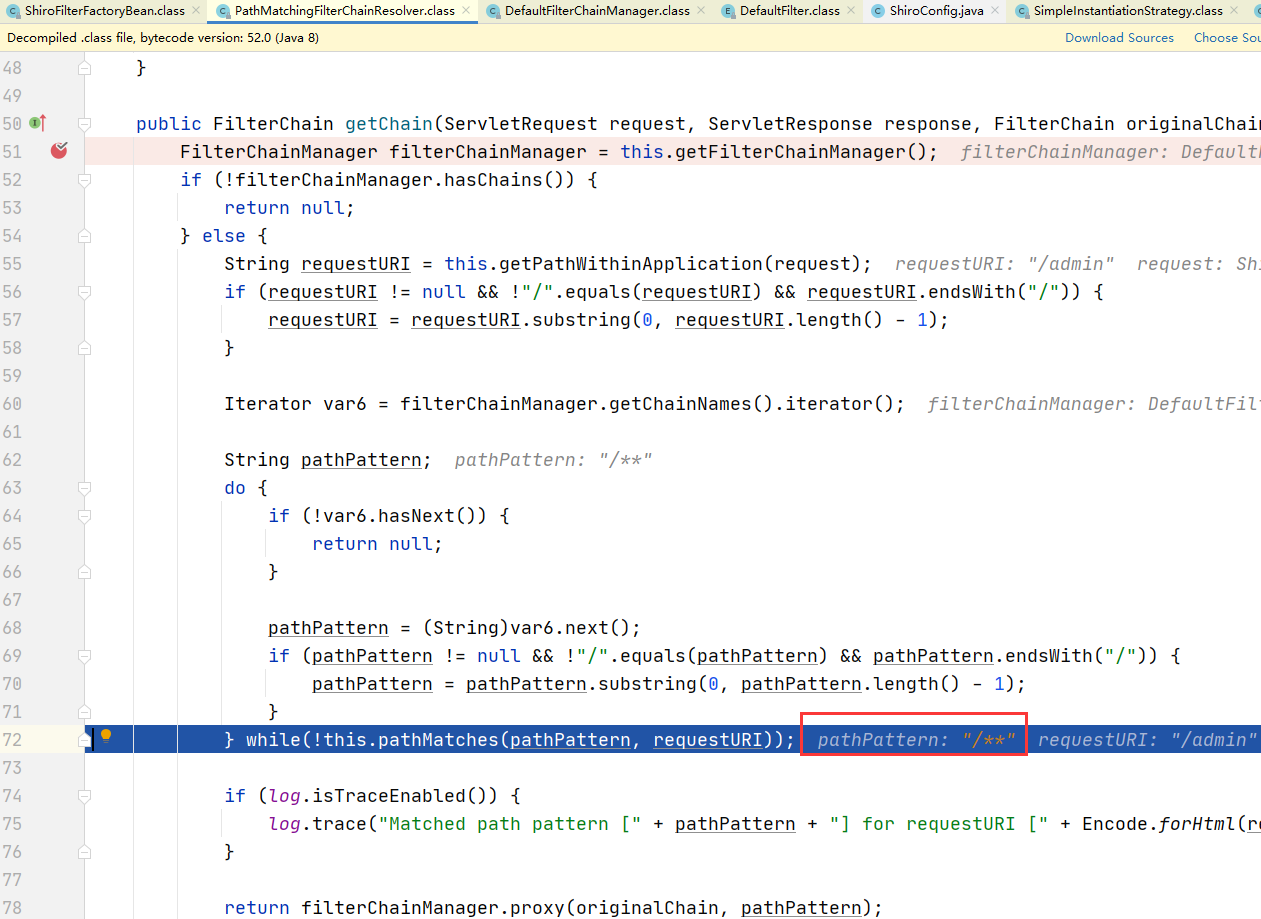 ShiroFilterFactoryBean.class PathMatchingFilterChainResolver.class DefaultFilterChainManager.class DefaultFilter.class ShiroConfig.java SimpleInstantiationStrategy.class
Decompiled .class file, bytecode version: 52.0 (Java 8) Download Sources Choose Sou
48 }
49
50 public FilterChain getChain(ServletRequest request, ServletResponse response, FilterChain originalChain
51 FilterChainManager filterChainManager = this.getFilterChainManager(); filterChainManager: Default
52 if (!filterChainManager.hasChains()) {
53 return null;
54 } else {
55 String requestURI = this.getPathWithinApplication(request); requestURI: "/admin" request: Shi
56 if (requestURI != null && !"/".equals(requestURI) && requestURI.endsWith("/")) {
57 requestURI = requestURI.substring(0, requestURI.length() - 1);
58 }
59
60 Iterator var6 = filterChainManager.getChainNames().iterator(); filterChainManager: DefaultFil
61
62 String pathPattern; pathPattern: "/**"
63 do {
64 if (!var6.hasNext()) {
65 return null;
66 }
67
68 pathPattern = (String)var6.next();
69 if (pathPattern != null && !"/".equals(pathPattern) && pathPattern.endsWith("/")) {
70 pathPattern = pathPattern.substring(0, pathPattern.length() - 1);
71 }
72 } while(!this.pathMatches(pathPattern, requestURI)); pathPattern: "/**" requestURI: "/admin"
73
74 if (log.isTraceEnabled()) {
75 log.trace("Matched path pattern [" + pathPattern + "] for requestURI [" + Encode.forHtml(re
76 }
77
78 return filterChainManager.proxy(originalChain, pathPattern);